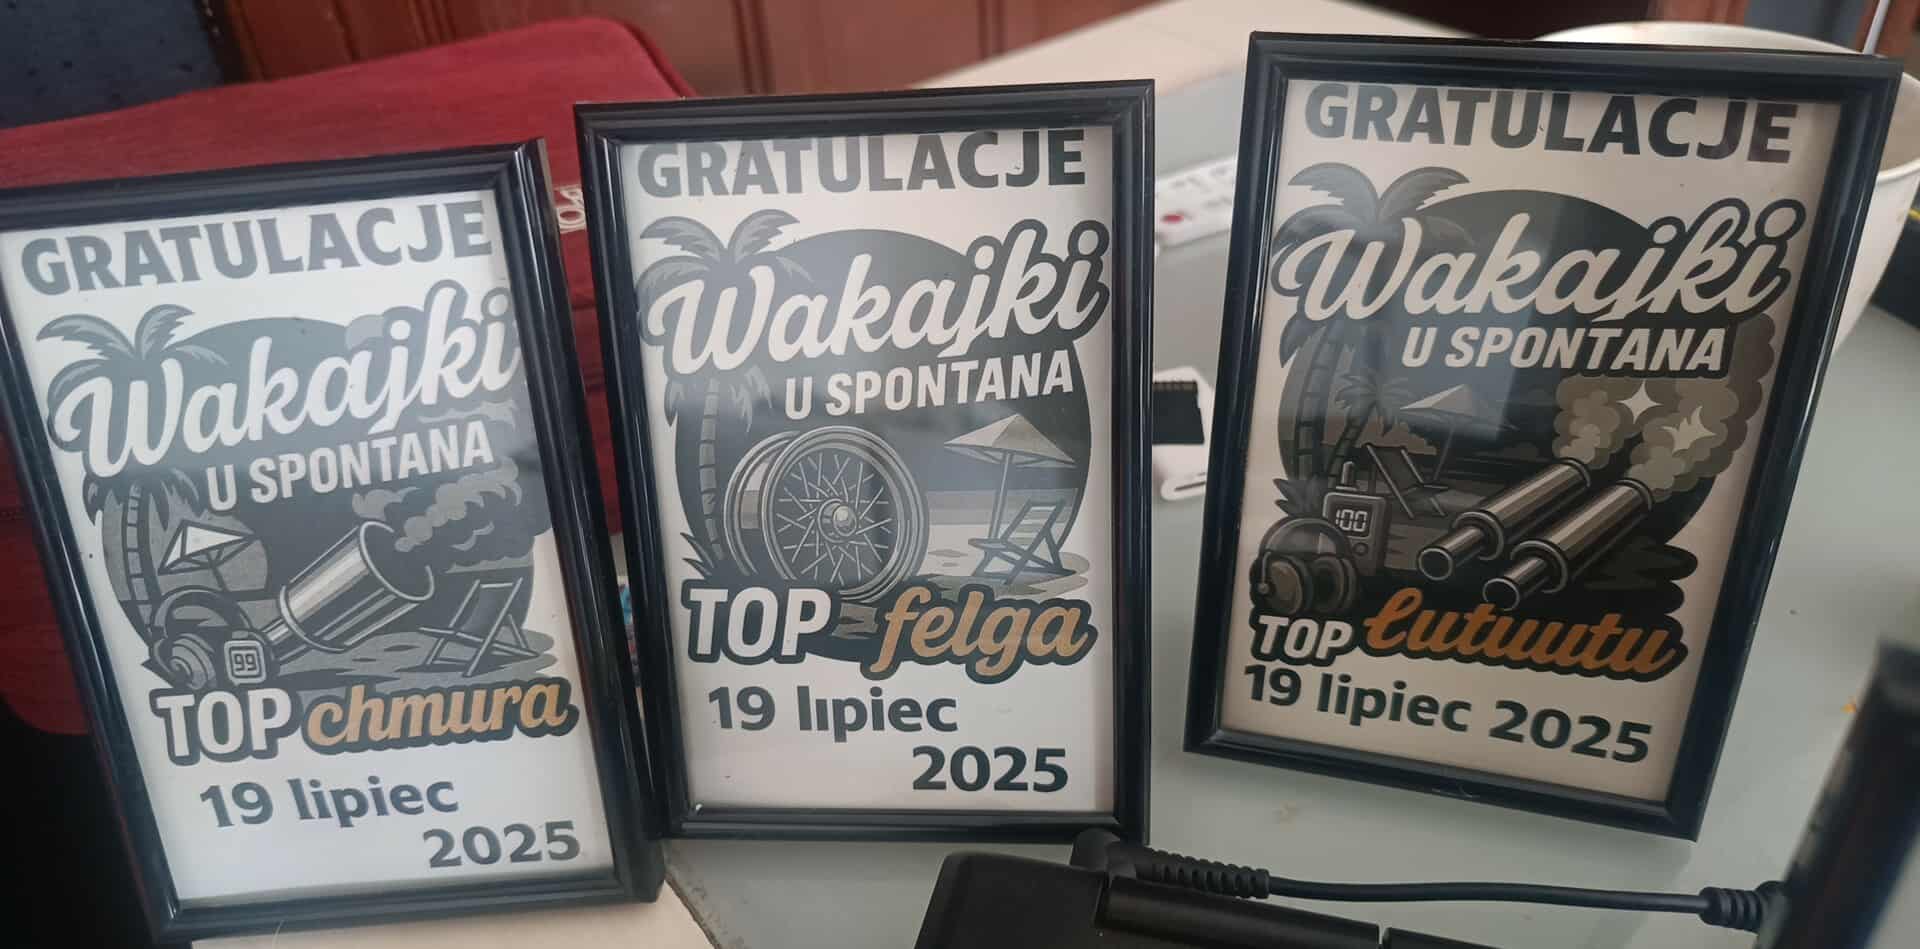 GRATULACJE
Wakajki
U SPONTANA
99
TOP chmura
19 lipiec
2025
GRATULACJE
Wakajki
U SPONTANA
TOP felga
19 lipiec
2025
GRATULACJE
Wakajki
U SPONTANA
100
TOP Łutuutu
19 lipiec 2025